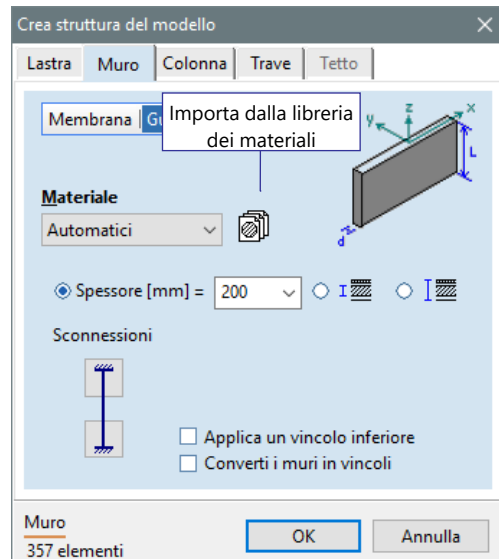 Crea struttura del modello
Lastra Muro Colonna Trave Tetto
Membrana
Importa dalla libreria
dei materiali
z
y
x
L
d
Materiale
Automatici
Spessore [mm] = 200
Sconnessioni
Applica un vincolo inferiore
Converti i muri in vincoli
Muro
357 elementi
OK Annulla